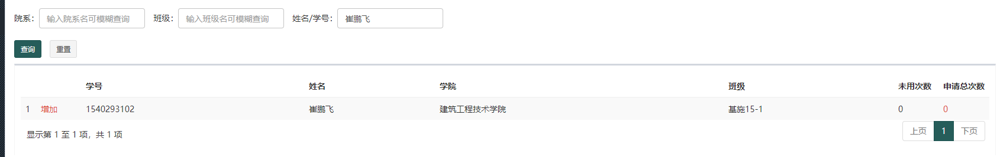 院系： 输入院系名可模糊查询 班级： 输入班级名可模糊查询 姓名/学号： 崔鹏飞
查询 重置
学号 姓名 学院 班级 未用次数 申请总次数
1 增加 1540293102 崔鹏飞 建筑工程技术学院 基施15-1 0 0
显示第 1 至 1 项，共 1 项 上页 1 下页